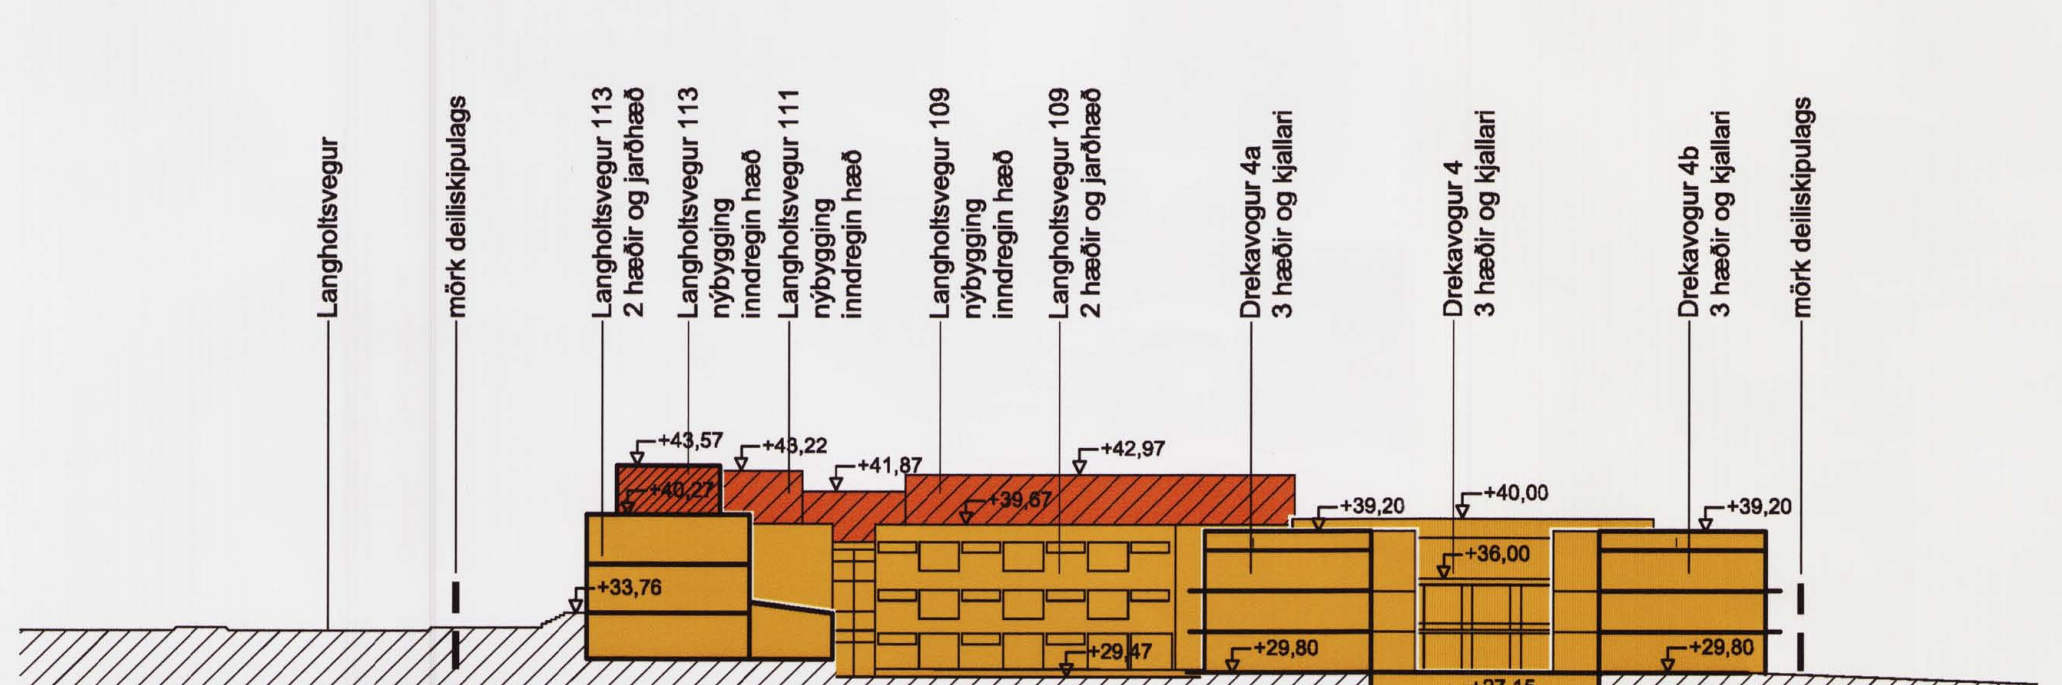 Langholtsvegur
mörk deiliskipulags
Langholtsvegur 113
2 hæðir og jarðhæð
Langholtsvegur 113
nýbygging
inndregin hæð
Langholtsvegur 111
nýbygging
inndregin hæð
Langholtsvegur 109
nýbygging
inndregin hæð
Langholtsvegur 109
2 hæðir og jarðhæð
Drekavogur 4a
3 hæðir og kjallari
Drekavogur 4
3 hæðir og kjallari
Drekavogur 4b
3 hæðir og kjallari
mörk deiliskipulags
+43,57
+43,22
+41,87
+42,97
+40,27
+39,67
+39,20
+40,00
+39,20
+36,00
+33,76
+29,47
+29,80
+29,80